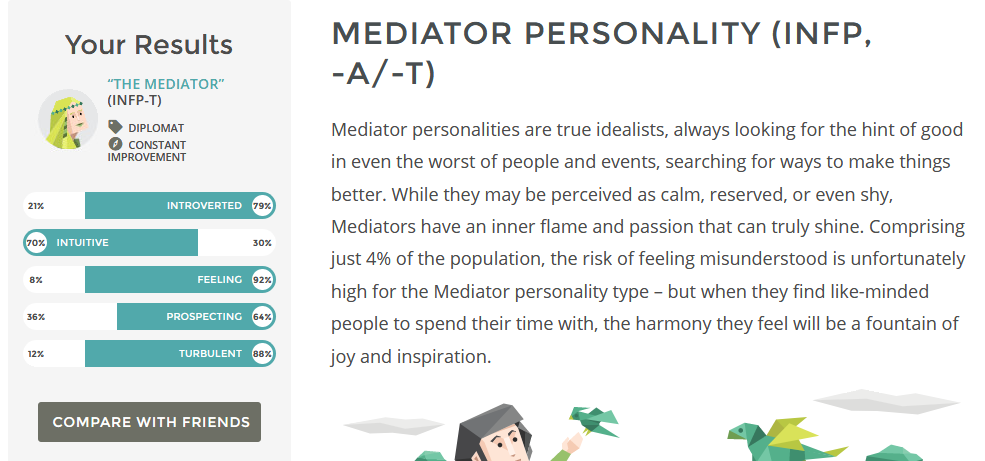 Your Results
“THE MEDIATOR”
(INFP-T)
DIPLOMAT
CONSTANT
IMPROVEMENT
21% INTROVERTED 79%
70% INTUITIVE 30%
8% FEELING 92%
36% PROSPECTING 64%
12% TURBULENT 88%
COMPARE WITH FRIENDS
MEDIATOR PERSONALITY (INFP,
-A/-T)
Mediator personalities are true idealists, always looking for the hint of good
in even the worst of people and events, searching for ways to make things
better. While they may be perceived as calm, reserved, or even shy,
Mediators have an inner flame and passion that can truly shine. Comprising
just 4% of the population, the risk of feeling misunderstood is unfortunately
high for the Mediator personality type – but when they find like-minded
people to spend their time with, the harmony they feel will be a fountain of
joy and inspiration.